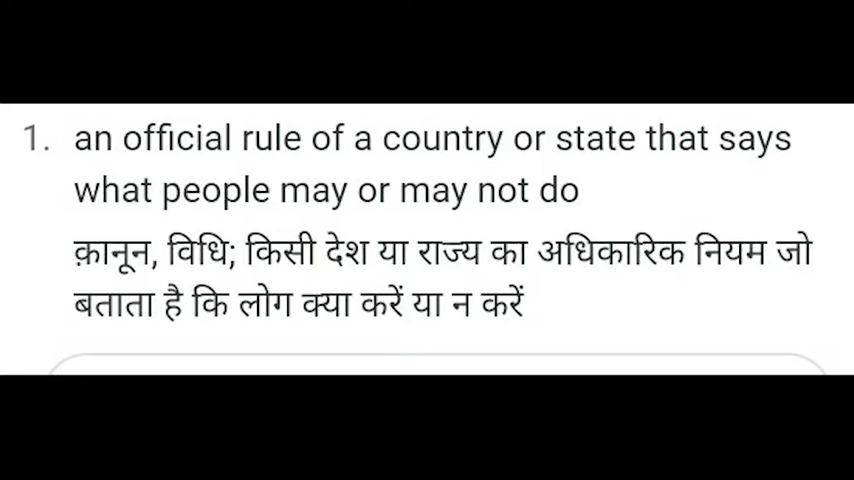 1. an official rule of a country or state that says
what people may or may not do
क़ानून, विधि; किसी देश या राज्य का अधिकारिक नियम जो
बताता है कि लोग क्या करें या न करें